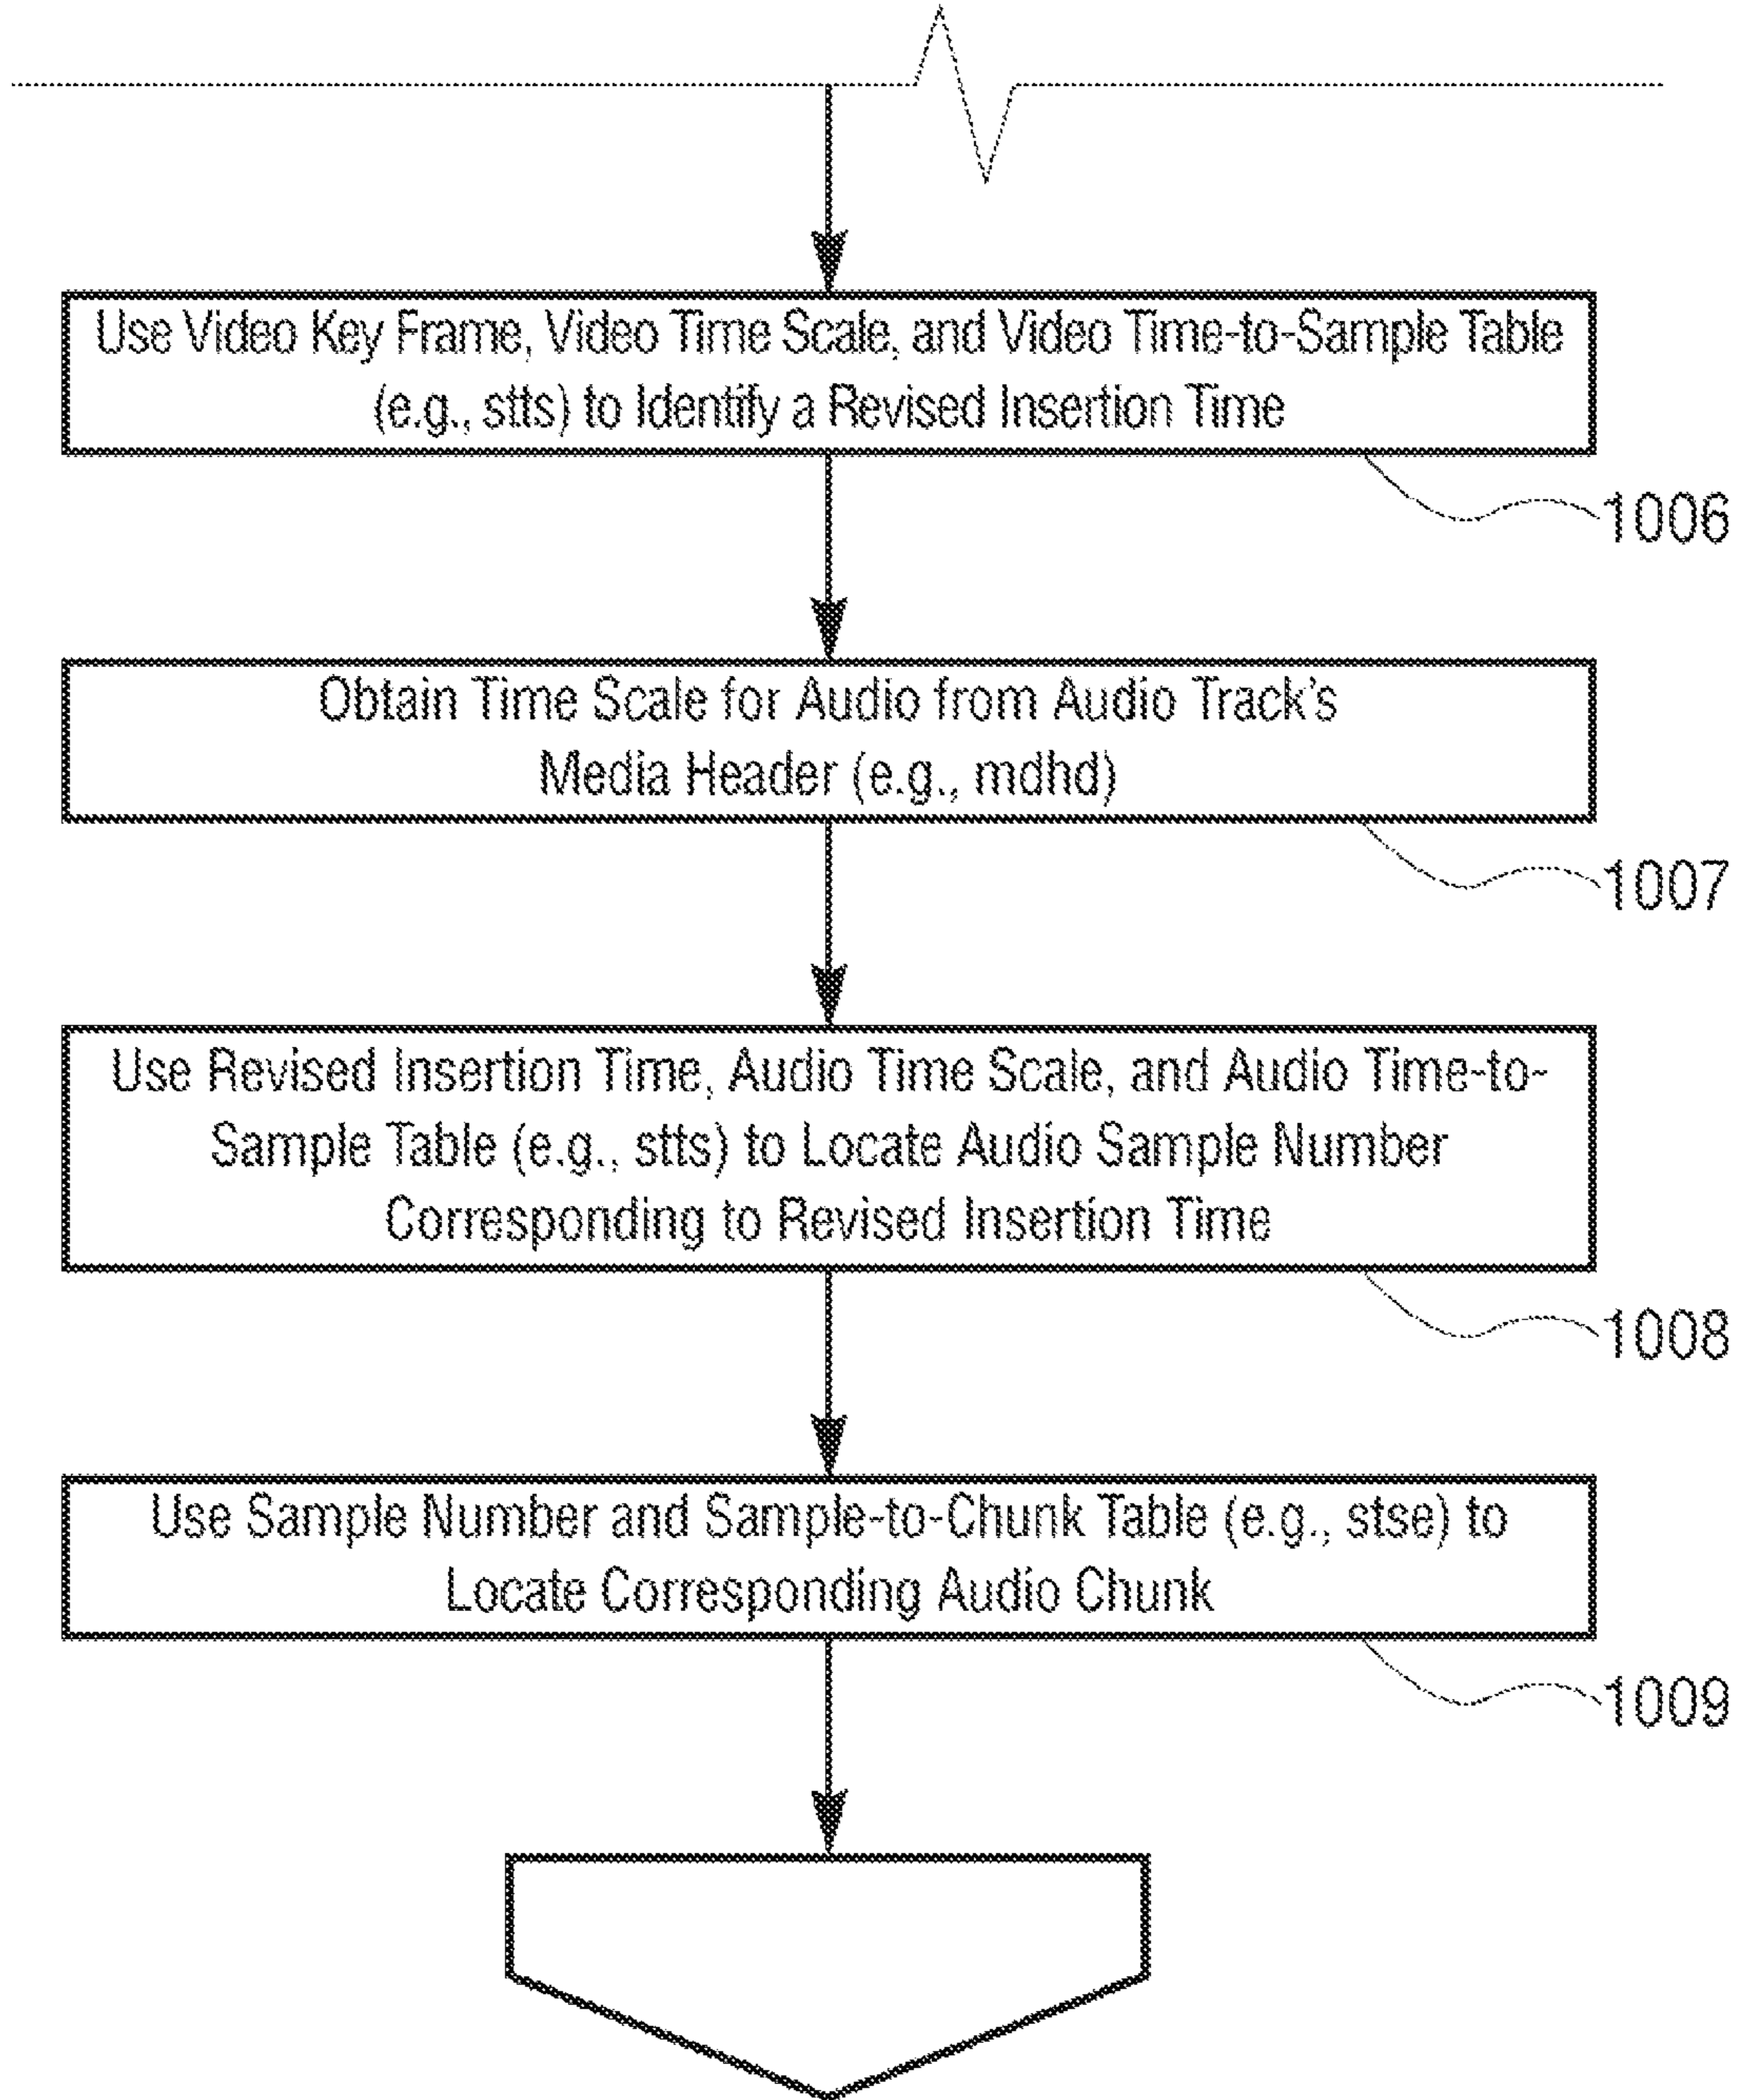 Use Video Key Frame, Video Time Scale, and Video Time-to-Sample Table
(e.g., stts) to Identify a Revised Insertion Time
1006
Obtain Time Scale for Audio from Audio Track's
Media Header (e.g., mdhd)
1007
Use Revised Insertion Time, Audio Time Scale, and Audio Time-to-
Sample Table (e.g., stts) to Locate Audio Sample Number
Corresponding to Revised Insertion Time
1008
Use Sample Number and Sample-to-Chunk Table (e.g., stse) to
Locate Corresponding Audio Chunk
1009